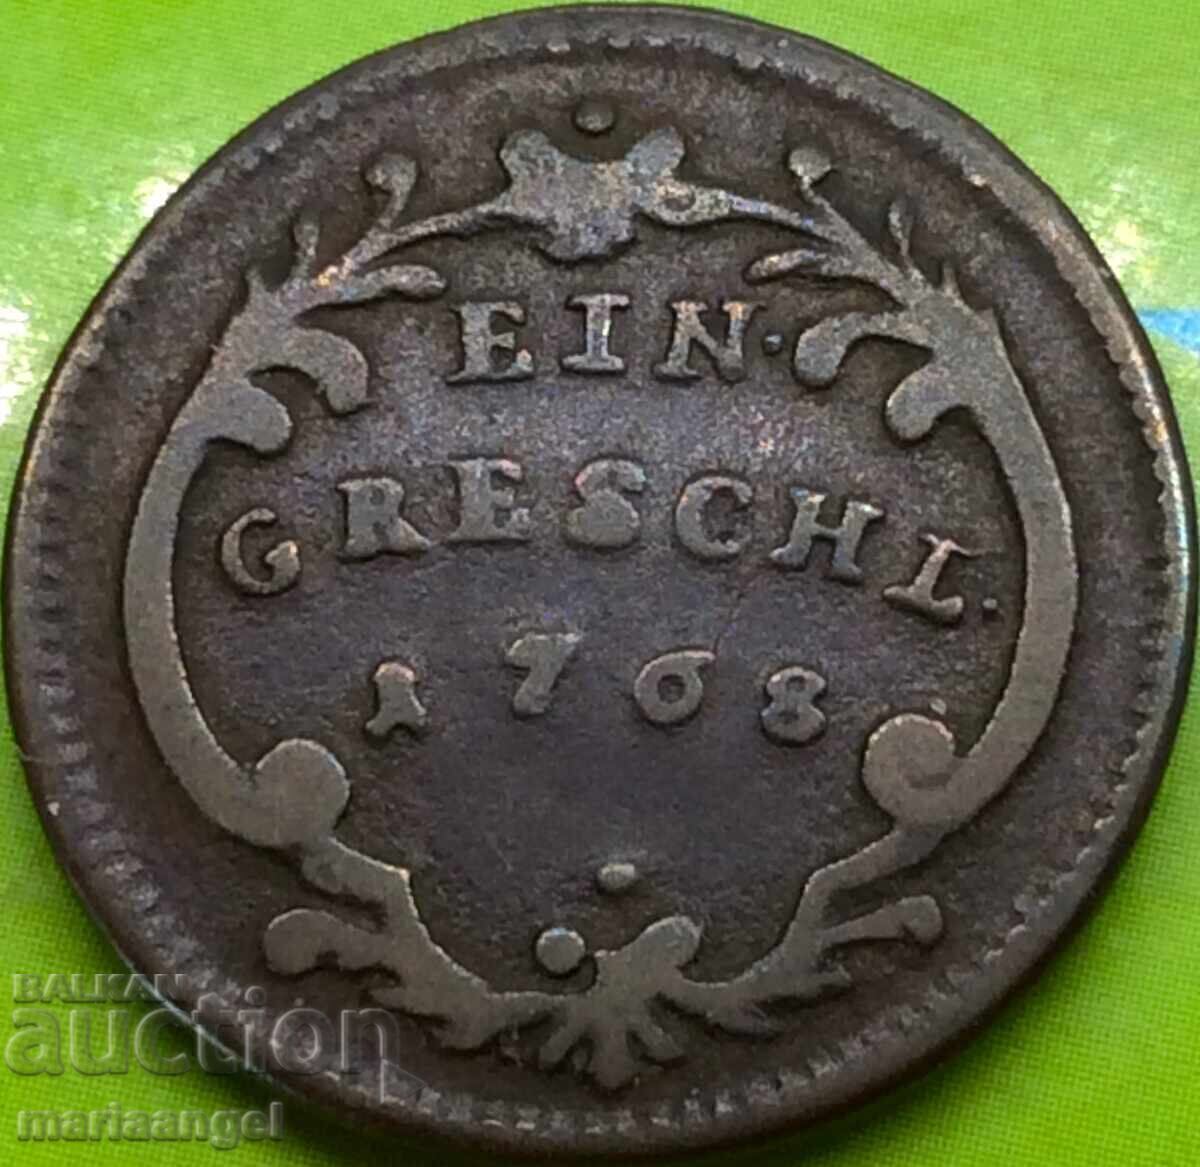 EIN·
GRESCHL.
1768
BALKAN
auction
mariaangel